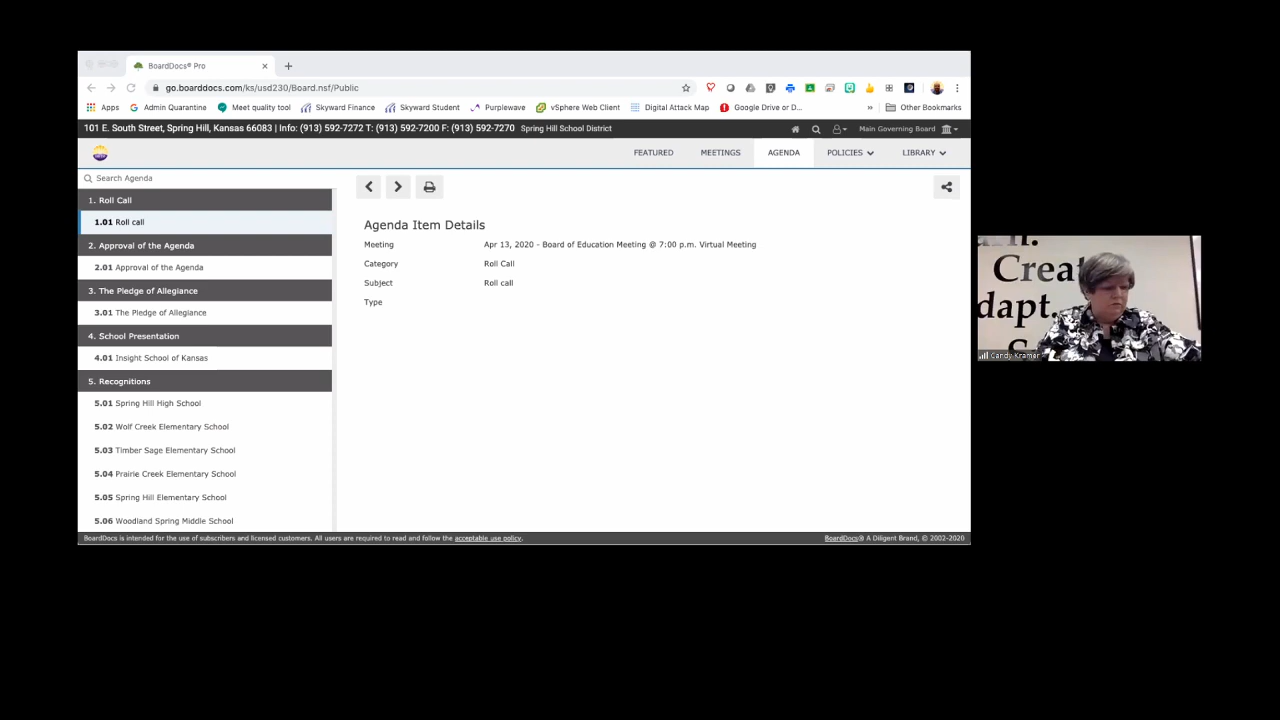 BoardDocs® Pro
go.boarddocs.com/ks/usd230/Board.nsf/Public
Apps Admin Quarantine Meet quality tool Skyward Finance Skyward Student Purplewave vSphere Web Client Digital Attack Map Google Drive or D... » Other Bookmarks
101 E. South Street, Spring Hill, Kansas 66083 | Info: (913) 592-7272 T: (913) 592-7200 F: (913) 592-7270 Spring Hill School District Main Governing Board
FEATURED MEETINGS AGENDA POLICIES LIBRARY
Search Agenda
1. Roll Call
1.01 Roll call
2. Approval of the Agenda
2.01 Approval of the Agenda
3. The Pledge of Allegiance
3.01 The Pledge of Allegiance
4. School Presentation
4.01 Insight School of Kansas
5. Recognitions
5.01 Spring Hill High School
5.02 Wolf Creek Elementary School
5.03 Timber Sage Elementary School
5.04 Prairie Creek Elementary School
5.05 Spring Hill Elementary School
5.06 Woodland Spring Middle School
Agenda Item Details
Meeting Apr 13, 2020 - Board of Education Meeting @ 7:00 p.m. Virtual Meeting
Category Roll Call
Subject Roll call
Type
BoardDocs is intended for the use of subscribers and licensed customers. All users are required to read and follow the acceptable use policy. BoardDocs® A Diligent Brand, © 2002-2020
Creat
dapt.
Candy Kramer